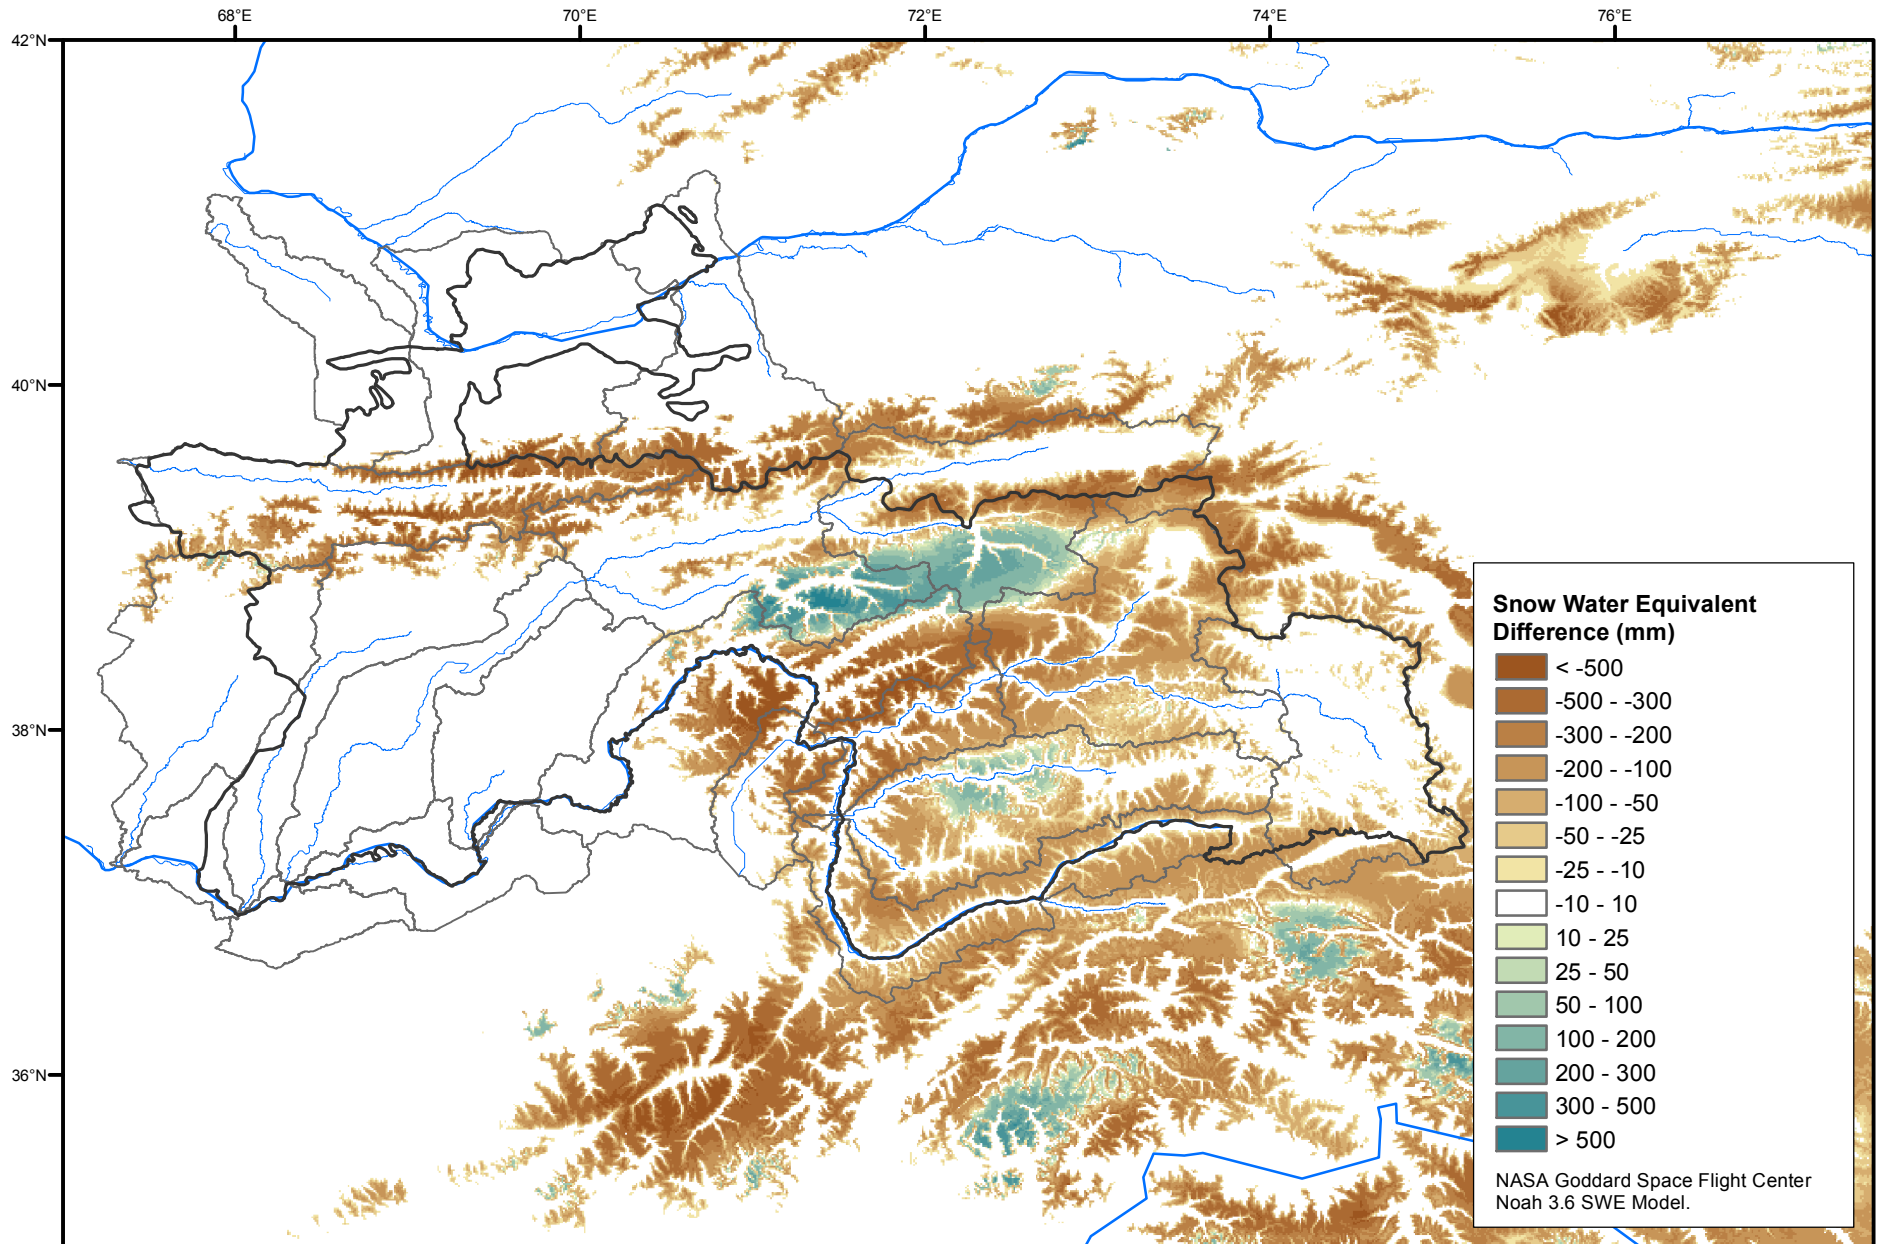 68°E 70°E 72°E 74°E 76°E
42°N
40°N
38°N
36°N
Snow Water Equivalent
Difference (mm)
< -500
-500 - -300
-300 - -200
-200 - -100
-100 - -50
-50 - -25
-25 - -10
-10 - 10
10 - 25
25 - 50
50 - 100
100 - 200
200 - 300
300 - 500
> 500
NASA Goddard Space Flight Center
Noah 3.6 SWE Model.